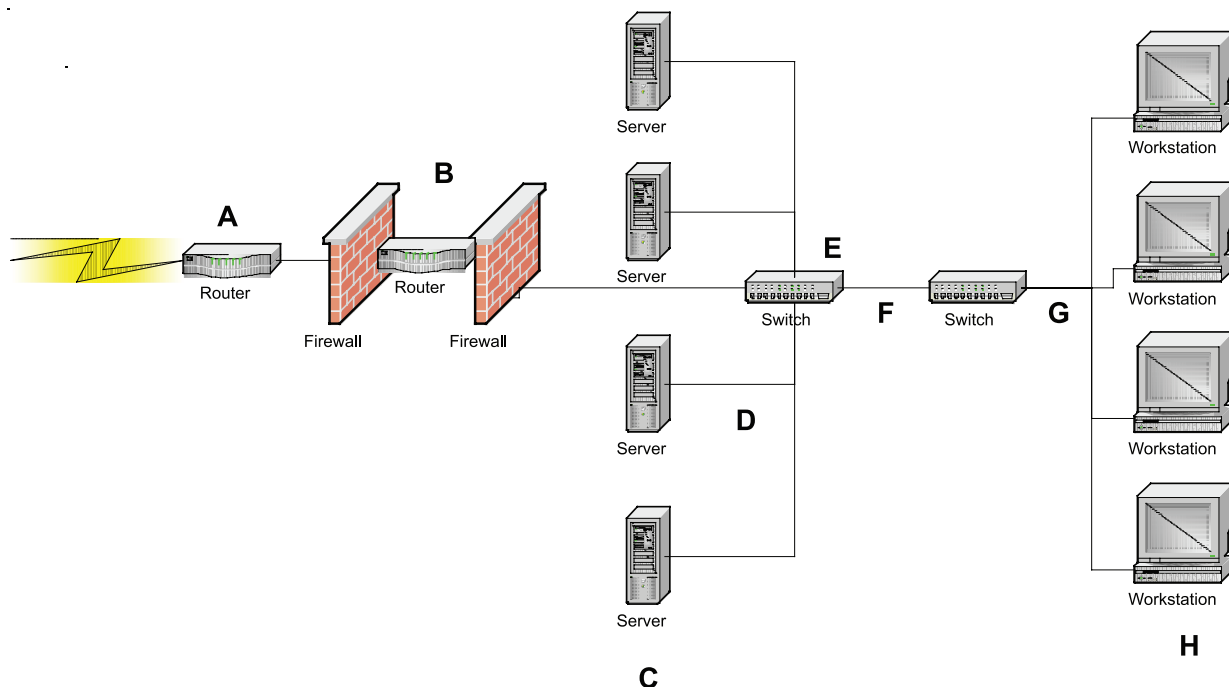 Server
Workstation
B
A
Server
Router
Router
Workstation
E
Firewall
Firewall
Switch
F
Switch
G
D
Server
Workstation
Server
Workstation
C
H